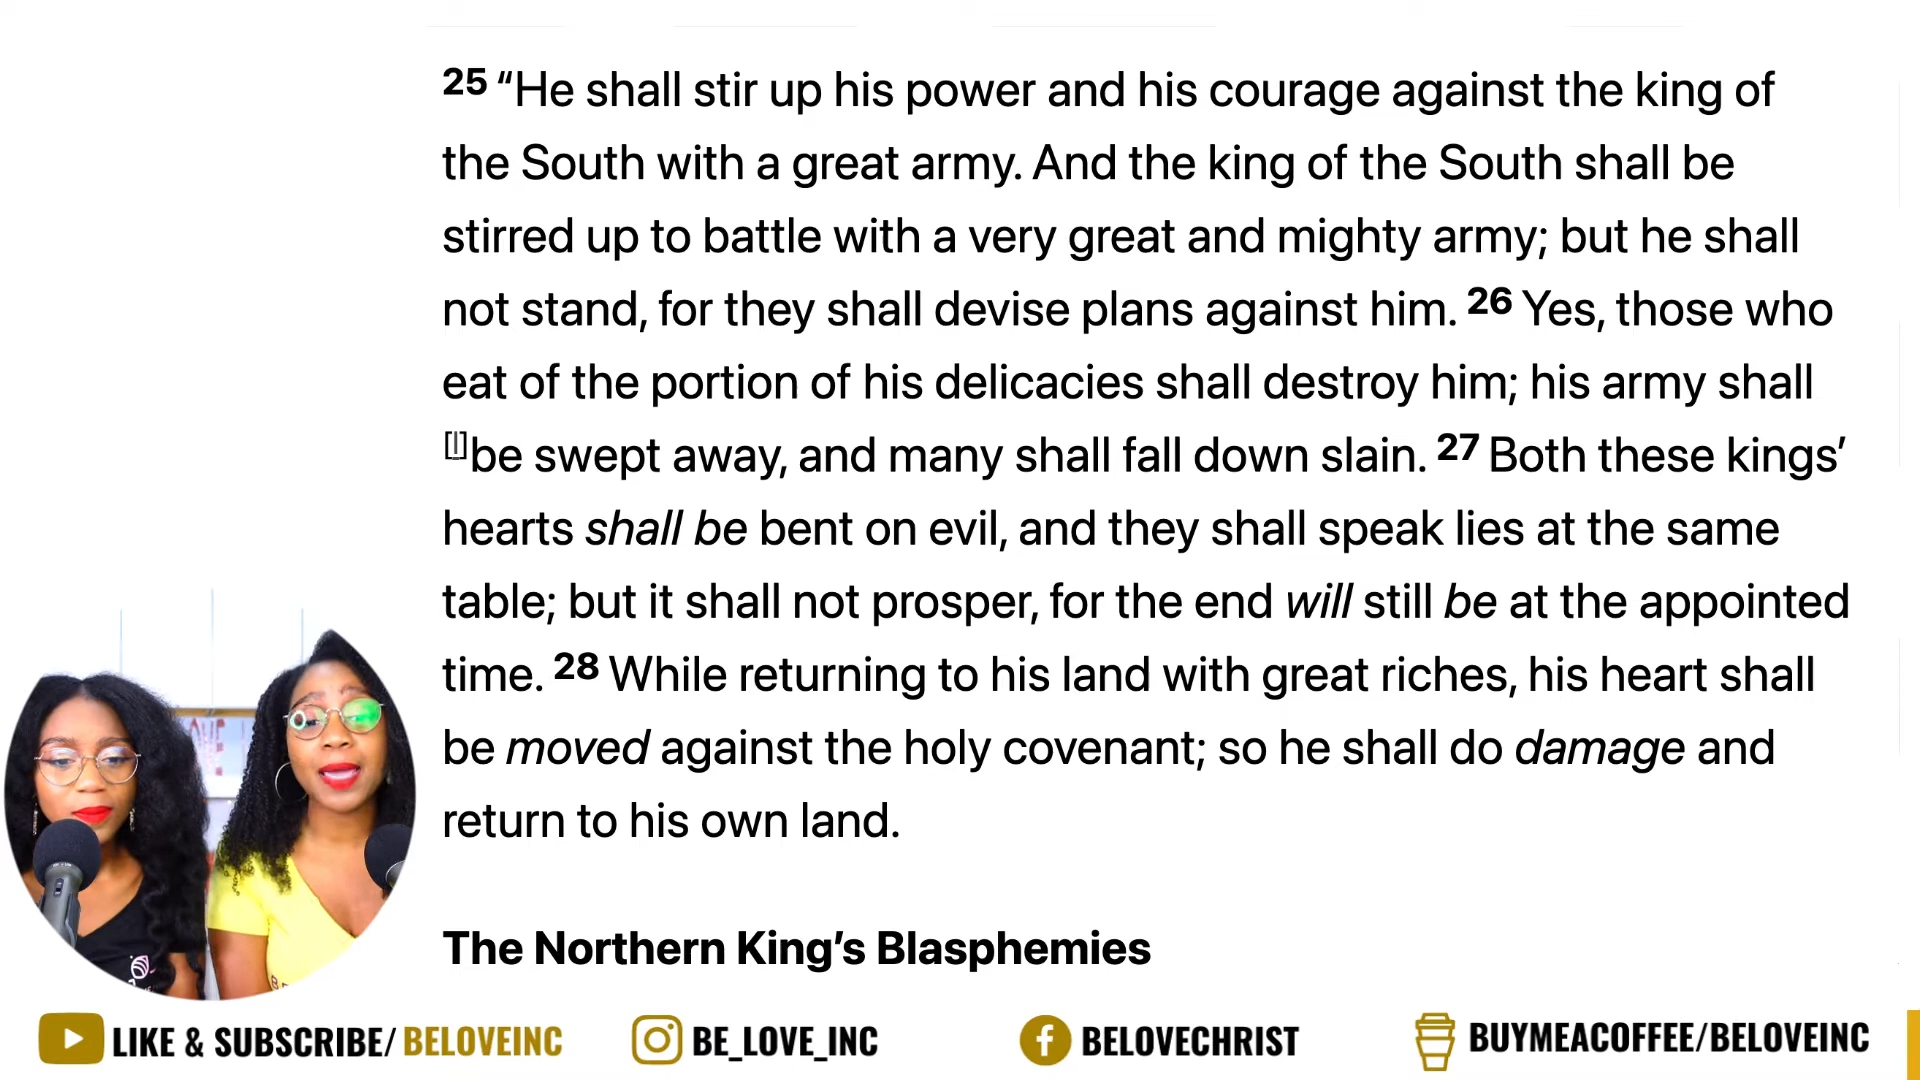 25 “He shall stir up his power and his courage against the king of
the South with a great army. And the king of the South shall be
stirred up to battle with a very great and mighty army; but he shall
not stand, for they shall devise plans against him. 26 Yes, those who
eat of the portion of his delicacies shall destroy him; his army shall
[l]be swept away, and many shall fall down slain. 27 Both these kings’
hearts shall be bent on evil, and they shall speak lies at the same
table; but it shall not prosper, for the end will still be at the appointed
time. 28 While returning to his land with great riches, his heart shall
be moved against the holy covenant; so he shall do damage and
return to his own land.
The Northern King’s Blasphemies
LIKE & SUBSCRIBE/ BELOVEINC
BE_LOVE_INC
BELOVECHRIST
BUYMEACOFFEE/BELOVEINC